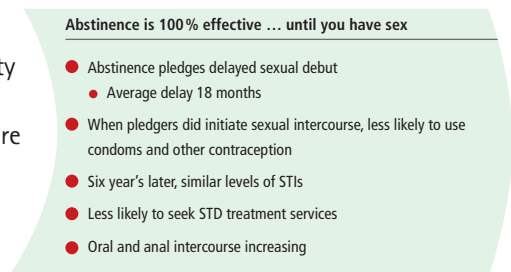 Abstinence is 100% effective … until you have sex
ty
Abstinence pledges delayed sexual debut
Average delay 18 months
re
When pledgers did initiate sexual intercourse, less likely to use
condoms and other contraception
Six year's later, similar levels of STIs
Less likely to seek STD treatment services
Oral and anal intercourse increasing